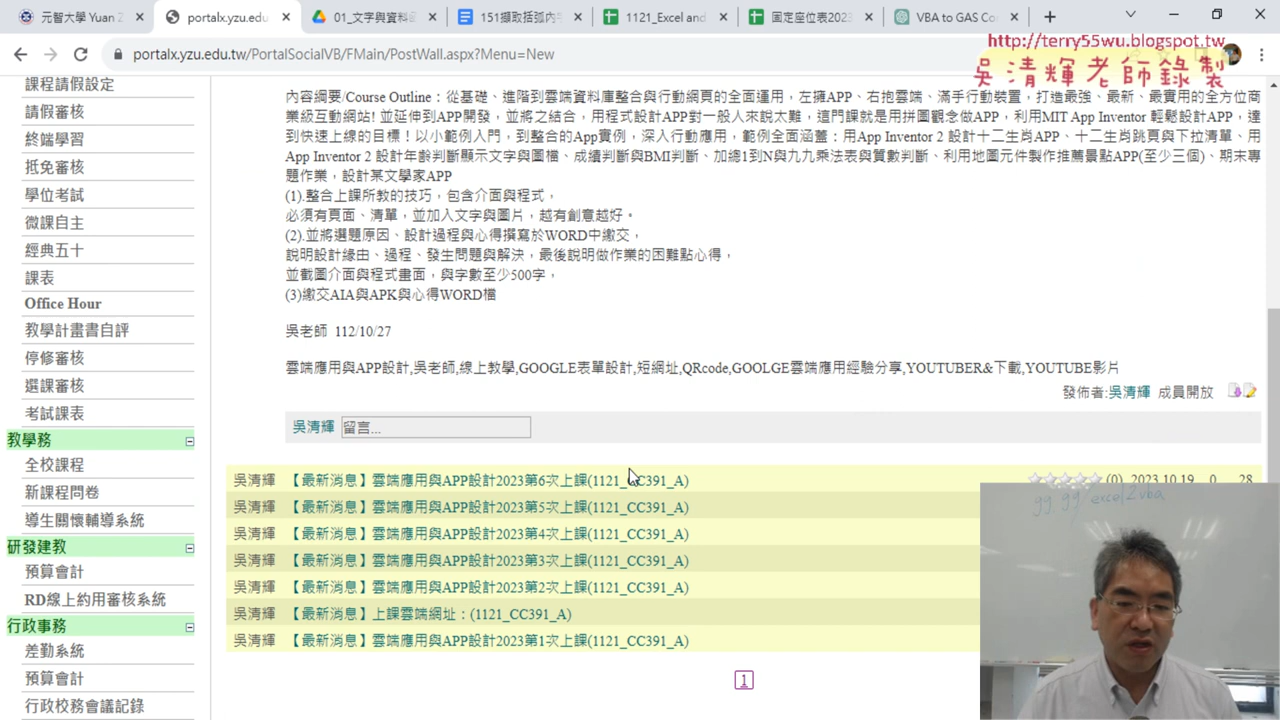 元智大學 Yuan Z
portalx.yzu.edu.tw
01_文字與資料
151擷取括弧內字
1121_Excel and
固定座位表2023
VBA to GAS Co
portalx.yzu.edu.tw/PortalSocialVB/FMain/PostWall.aspx?Menu=New
http://terry55wu.blogspot.tw
吳清輝老師錄製
課程請假設定
請假審核
終端學習
抵免審核
學位考試
微課自主
經典五十
課表
Office Hour
教學計畫書自評
停修審核
選課審核
考試課表
教學務
全校課程
新課程問卷
導生關懷輔導系統
研發建教
預算會計
RD線上約用審核系統
行政事務
差勤系統
預算會計
行政校務會議記錄
內容綱要/Course Outline：從基礎、進階到雲端資料庫整合與行動網頁的全面運用，左擁APP、右抱雲端、滿手行動裝置，打造最強、最新、最實用的全方位商
業級互動網站! 並延伸到APP開發，並將之結合，用程式設計APP對一般人來說太難，這門課就是用拼圖觀念做APP，利用MIT App Inventor 輕鬆設計APP，達
到快速上線的目標！以小範例入門，到整合的App實例，深入行動應用，範例全面涵蓋：用App Inventor 2 設計十二生肖APP、十二生肖跳頁與下拉清單、用
App Inventor 2 設計年齡判斷顯示文字與圖檔、成績判斷與BMI判斷、加總1到N與九九乘法表與質數判斷、利用地圖元件製作推薦景點APP(至少三個)、期末專
題作業，設計某文學家APP
(1).整合上課所教的技巧，包含介面與程式，
必須有頁面、清單，並加入文字與圖片，越有創意越好。
(2).並將選題原因、設計過程與心得撰寫於WORD中繳交，
說明設計緣由、過程、發生問題與解決，最後說明做作業的困難點心得，
並截圖介面與程式畫面，與字數至少500字，
(3)繳交AIA與APK與心得WORD檔
吳老師 112/10/27
雲端應用與APP設計,吳老師,線上教學,GOOGLE表單設計,短網址,QRcode,GOOLGE雲端應用經驗分享,YOUTUBER&下載,YOUTUBE影片
發佈者:吳清輝 成員開放
吳清輝 留言...
吳清輝 【最新消息】雲端應用與APP設計2023第6次上課(1121_CC391_A) (0) 2023.10.19 0 28
吳清輝 【最新消息】雲端應用與APP設計2023第5次上課(1121_CC391_A)
吳清輝 【最新消息】雲端應用與APP設計2023第4次上課(1121_CC391_A)
吳清輝 【最新消息】雲端應用與APP設計2023第3次上課(1121_CC391_A)
吳清輝 【最新消息】雲端應用與APP設計2023第2次上課(1121_CC391_A)
吳清輝 【最新消息】上課雲端網址：(1121_CC391_A)
吳清輝 【最新消息】雲端應用與APP設計2023第1次上課(1121_CC391_A)
1
gg.gg/excel2vba